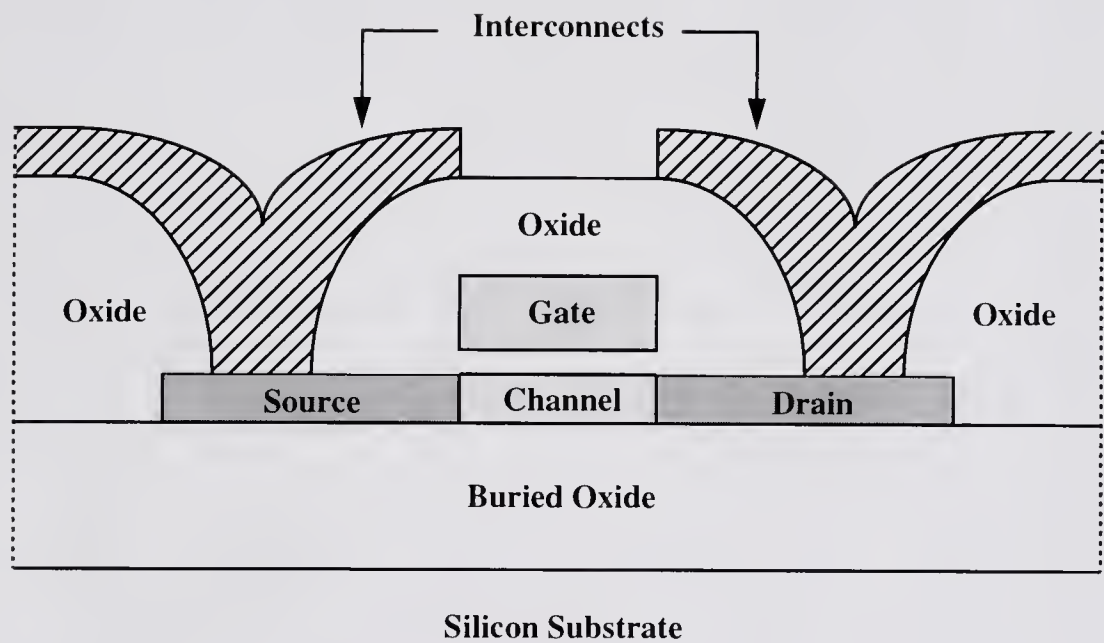 Interconnects
Oxide
Oxide
Gate
Oxide
Source
Channel
Drain
Buried Oxide
Silicon Substrate